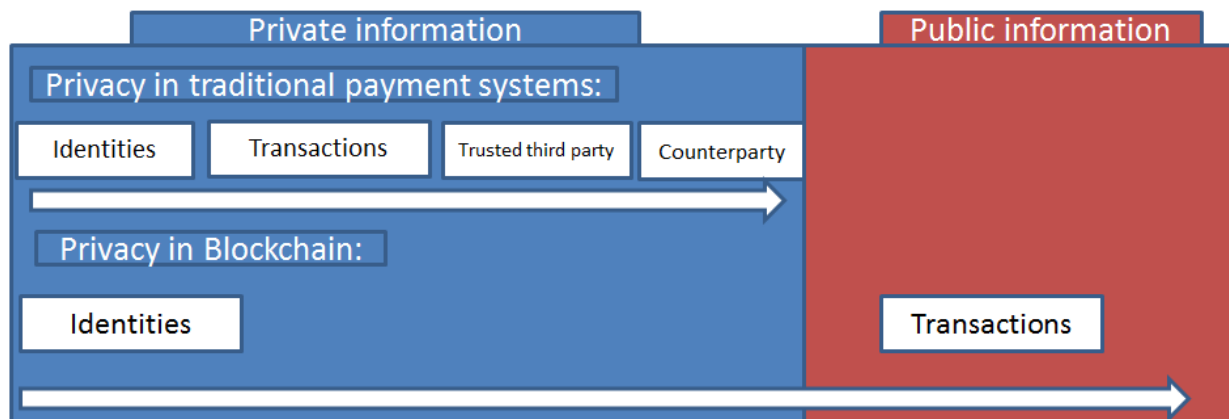 Private information
Public information
Privacy in traditional payment systems:
Identities
Transactions
Trusted third party
Counterparty
Privacy in Blockchain:
Identities
Transactions